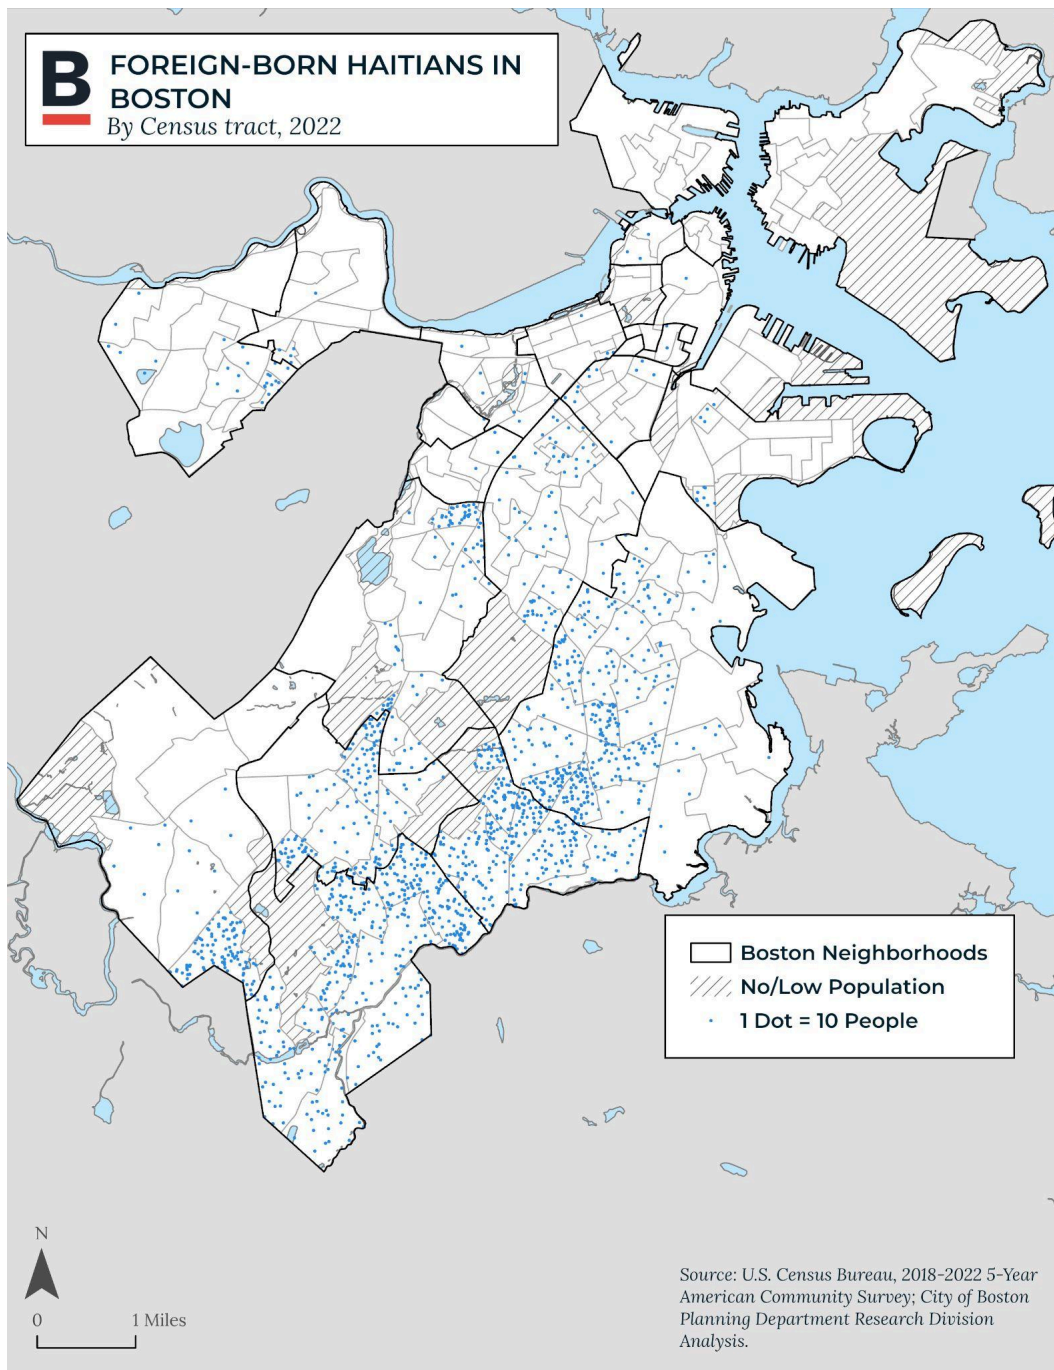 B
FOREIGN-BORN HAITIANS IN
BOSTON
By Census tract, 2022
Boston Neighborhoods
No/Low Population
1 Dot = 10 People
N
0 1 Miles
Source: U.S. Census Bureau, 2018-2022 5-Year
American Community Survey; City of Boston
Planning Department Research Division
Analysis.